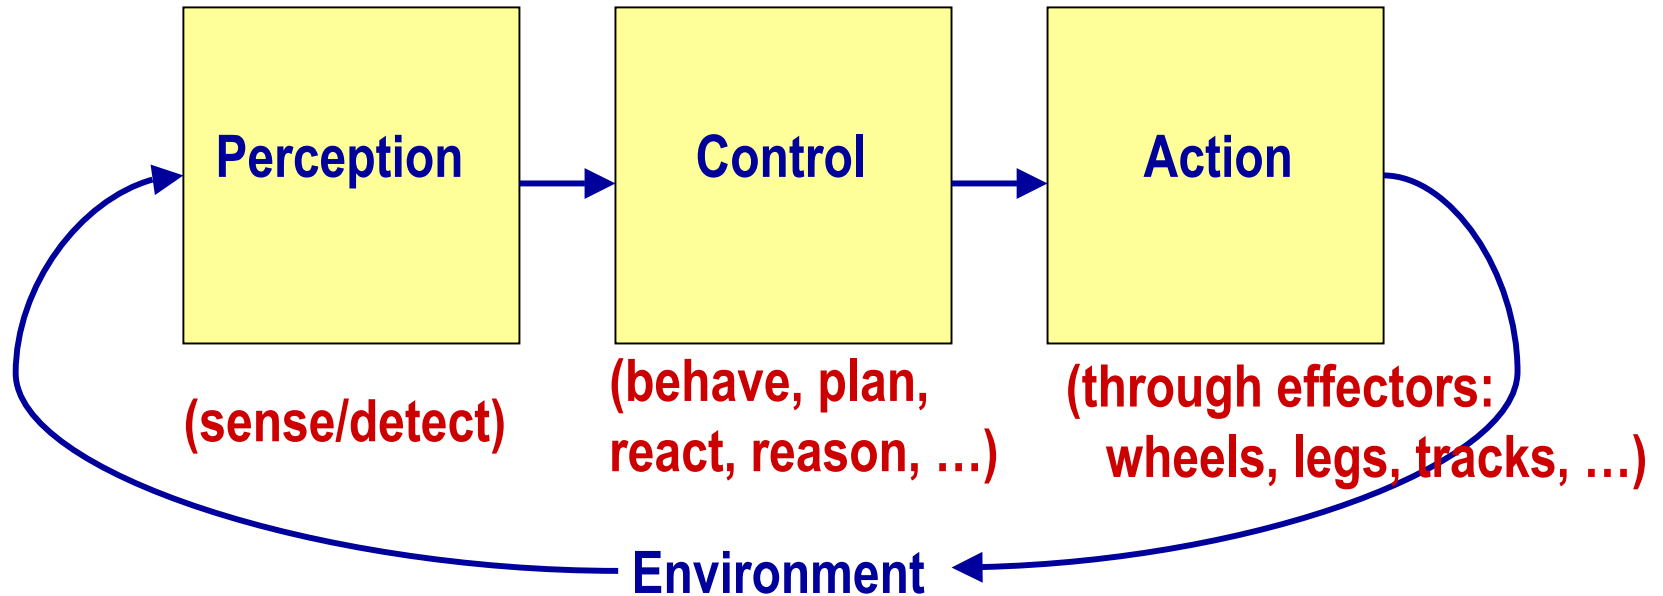 Perception
Control
Action
(sense/detect)
(behave, plan,
react, reason, …)
(through effectors:
wheels, legs, tracks, …)
Environment